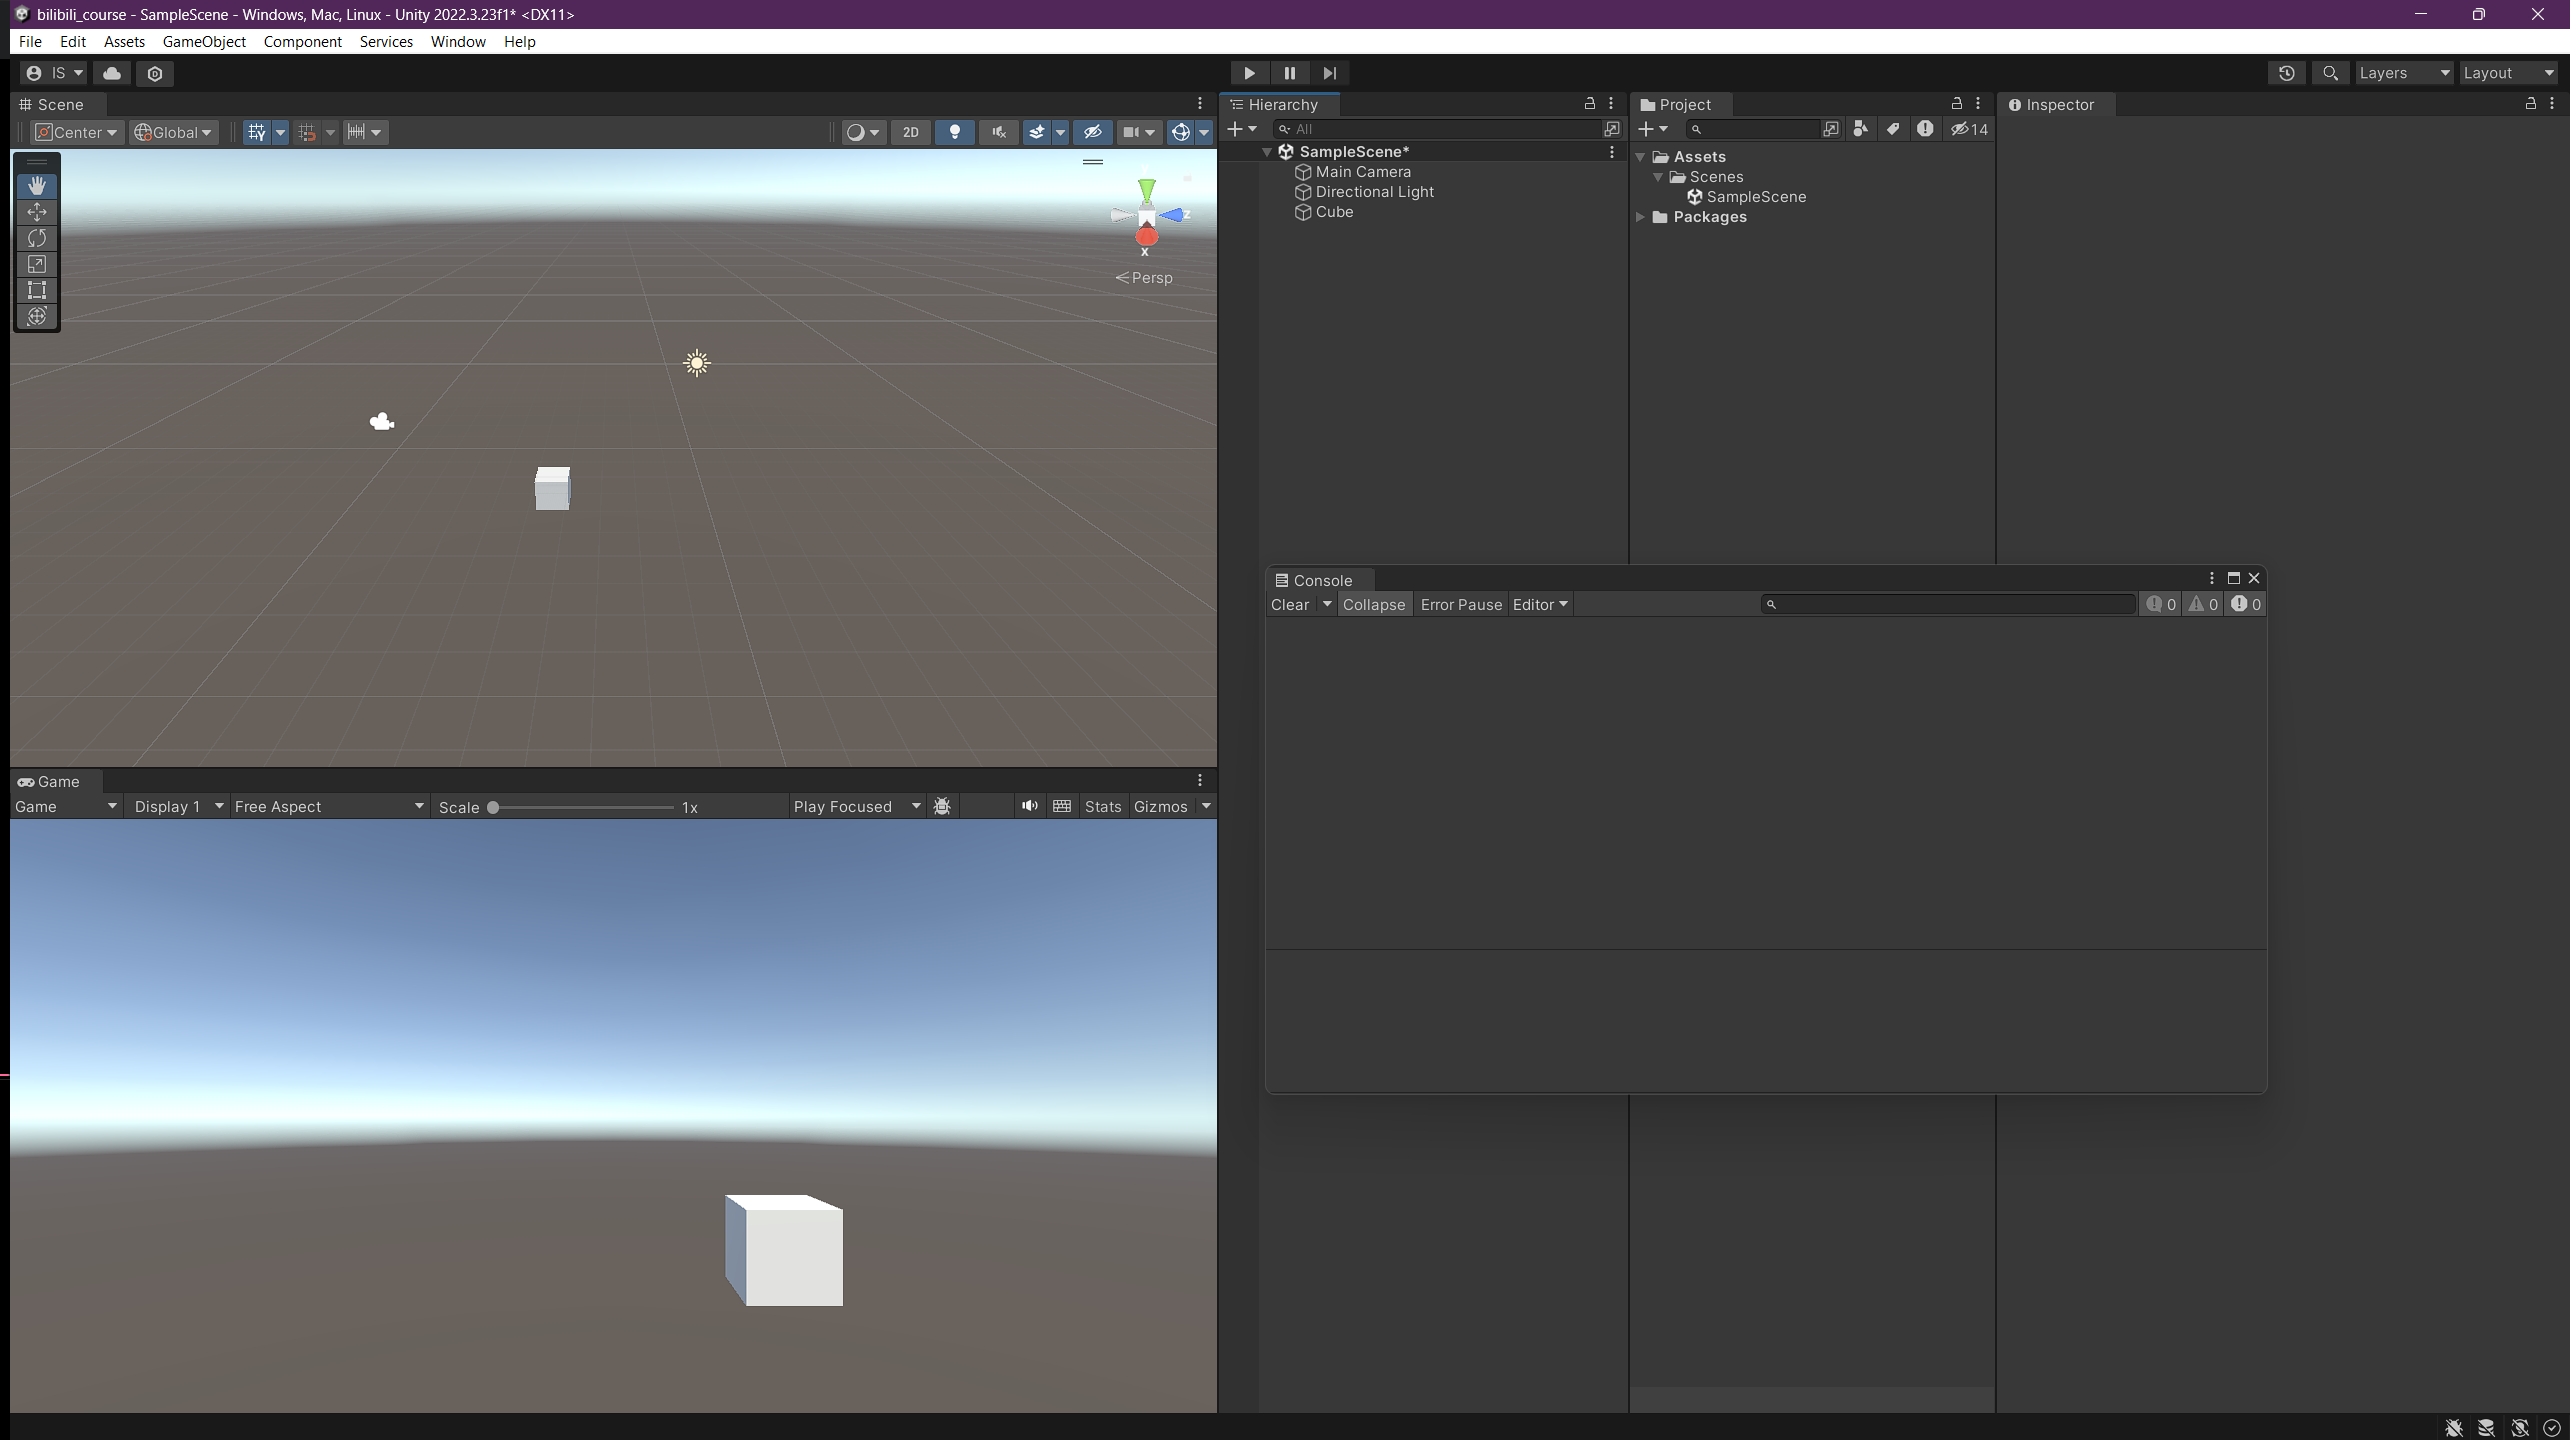 bilibili_course - SampleScene - Windows, Mac, Linux - Unity 2022.3.23f1* <DX11>
File Edit Assets GameObject Component Services Window Help
IS Layers Layout
Scene
Center Global 2D
z
x
Persp
Hierarchy
All
SampleScene*
Main Camera
Directional Light
Cube
Project
14
Assets
Scenes
SampleScene
Packages
Inspector
Console
Clear Collapse Error Pause Editor 0 0 0
Game
Game Display 1 Free Aspect Scale 1x Play Focused Stats Gizmos